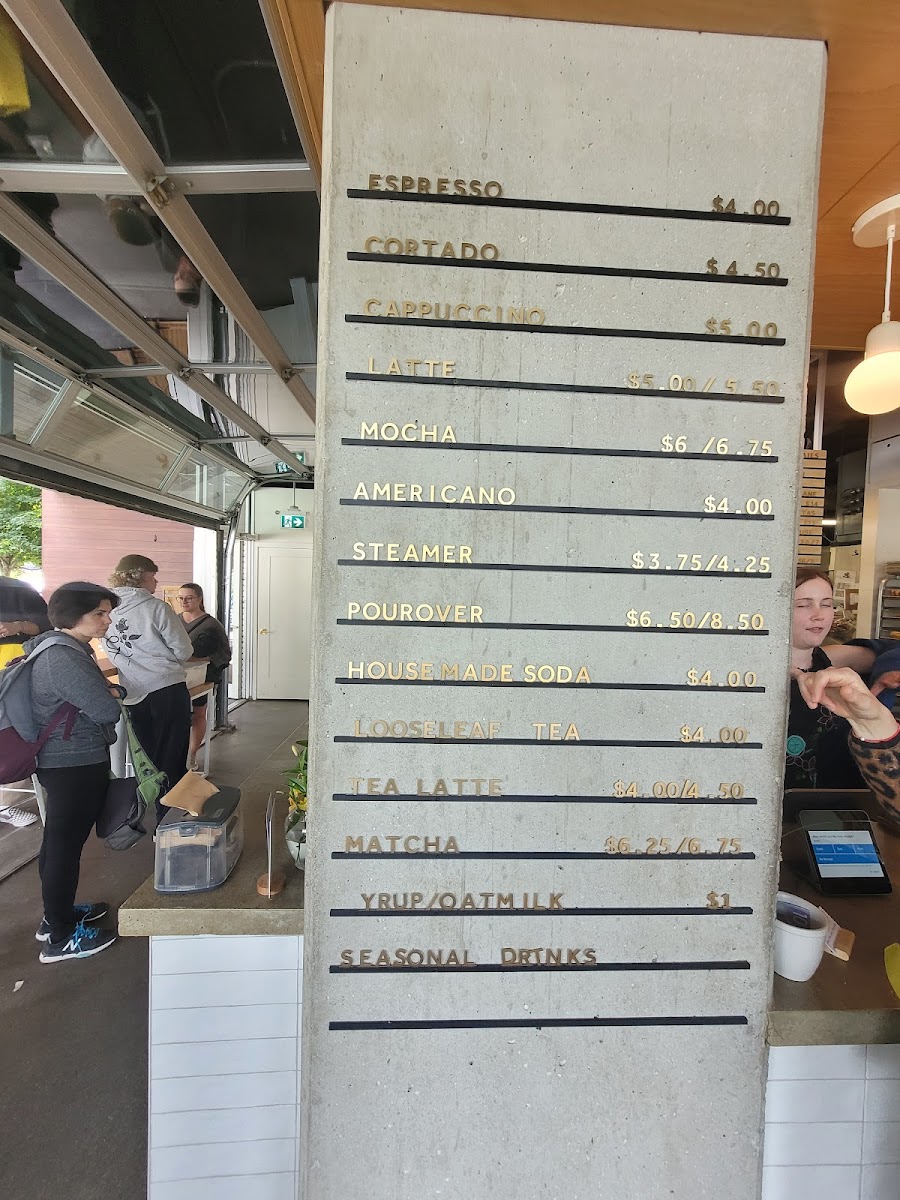 ESPRESSO $4.00
CORTADO $4.50
CAPPUCCINO $5.00
LATTE $5.00/5.50
MOCHA $6/6.75
AMERICANO $4.00
STEAMER $3.75/4.25
POUROVER $6.50/8.50
HOUSEMADE SODA $4.00
LOOSELEAF TEA $4.00
TEA LATTE $4.00/4.50
MATCHA $6.25/6.75
YRUP/OATMILK $1
SEASONAL DRINKS